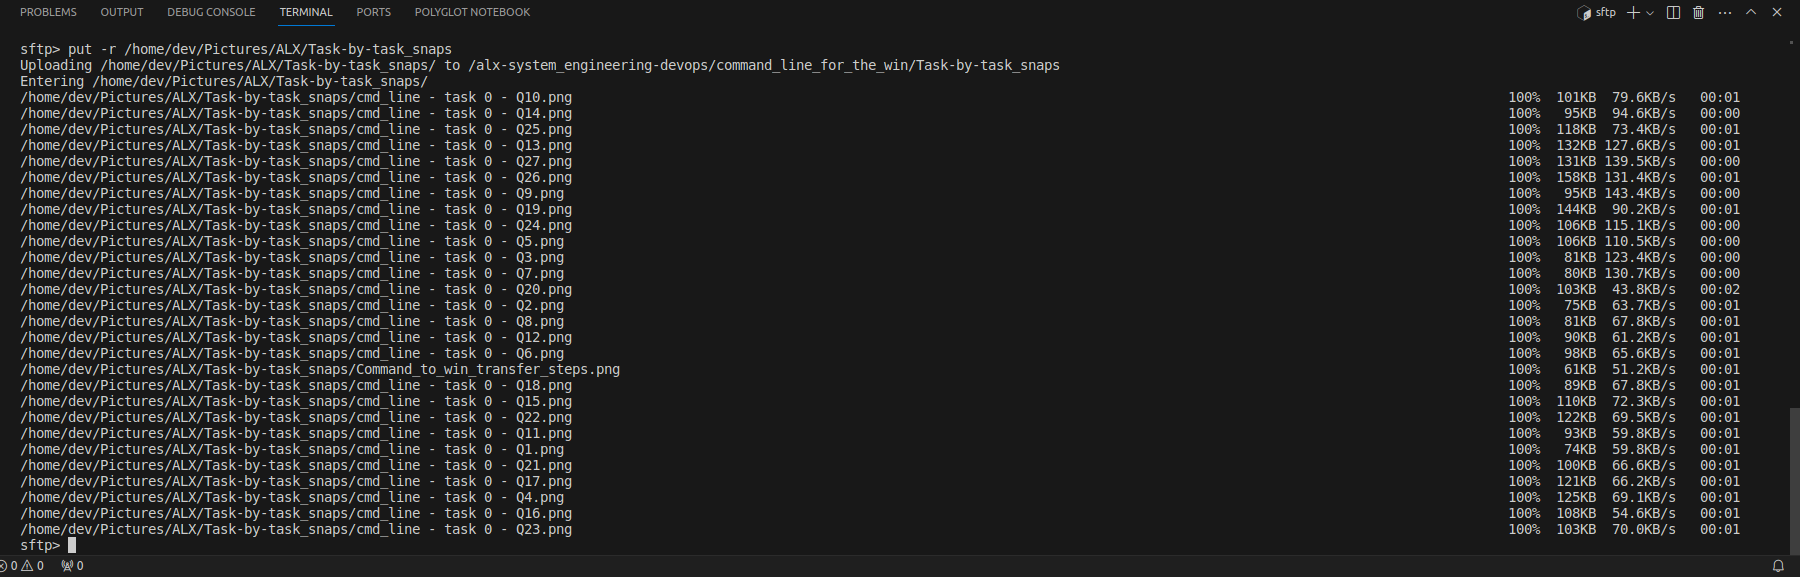 PROBLEMS OUTPUT DEBUG CONSOLE TERMINAL PORTS POLYGLOT NOTEBOOK sftp
sftp> put -r /home/dev/Pictures/ALX/Task-by-task_snaps
Uploading /home/dev/Pictures/ALX/Task-by-task_snaps/ to /alx-system_engineering-devops/command_line_for_the_win/Task-by-task_snaps
Entering /home/dev/Pictures/ALX/Task-by-task_snaps/
/home/dev/Pictures/ALX/Task-by-task_snaps/cmd_line - task 0 - Q10.png 100% 101KB 79.6KB/s 00:01
/home/dev/Pictures/ALX/Task-by-task_snaps/cmd_line - task 0 - Q14.png 100% 95KB 94.6KB/s 00:00
/home/dev/Pictures/ALX/Task-by-task_snaps/cmd_line - task 0 - Q25.png 100% 118KB 73.4KB/s 00:01
/home/dev/Pictures/ALX/Task-by-task_snaps/cmd_line - task 0 - Q13.png 100% 132KB 127.6KB/s 00:01
/home/dev/Pictures/ALX/Task-by-task_snaps/cmd_line - task 0 - Q27.png 100% 131KB 139.5KB/s 00:00
/home/dev/Pictures/ALX/Task-by-task_snaps/cmd_line - task 0 - Q26.png 100% 158KB 131.4KB/s 00:01
/home/dev/Pictures/ALX/Task-by-task_snaps/cmd_line - task 0 - Q9.png 100% 95KB 143.4KB/s 00:00
/home/dev/Pictures/ALX/Task-by-task_snaps/cmd_line - task 0 - Q19.png 100% 144KB 90.2KB/s 00:01
/home/dev/Pictures/ALX/Task-by-task_snaps/cmd_line - task 0 - Q24.png 100% 106KB 115.1KB/s 00:00
/home/dev/Pictures/ALX/Task-by-task_snaps/cmd_line - task 0 - Q5.png 100% 106KB 110.5KB/s 00:00
/home/dev/Pictures/ALX/Task-by-task_snaps/cmd_line - task 0 - Q3.png 100% 81KB 123.4KB/s 00:00
/home/dev/Pictures/ALX/Task-by-task_snaps/cmd_line - task 0 - Q7.png 100% 80KB 130.7KB/s 00:00
/home/dev/Pictures/ALX/Task-by-task_snaps/cmd_line - task 0 - Q20.png 100% 103KB 43.8KB/s 00:02
/home/dev/Pictures/ALX/Task-by-task_snaps/cmd_line - task 0 - Q2.png 100% 75KB 63.7KB/s 00:01
/home/dev/Pictures/ALX/Task-by-task_snaps/cmd_line - task 0 - Q8.png 100% 81KB 67.8KB/s 00:01
/home/dev/Pictures/ALX/Task-by-task_snaps/cmd_line - task 0 - Q12.png 100% 90KB 61.2KB/s 00:01
/home/dev/Pictures/ALX/Task-by-task_snaps/cmd_line - task 0 - Q6.png 100% 98KB 65.6KB/s 00:01
/home/dev/Pictures/ALX/Task-by-task_snaps/Command_to_win_transfer_steps.png 100% 61KB 51.2KB/s 00:01
/home/dev/Pictures/ALX/Task-by-task_snaps/cmd_line - task 0 - Q18.png 100% 89KB 67.8KB/s 00:01
/home/dev/Pictures/ALX/Task-by-task_snaps/cmd_line - task 0 - Q15.png 100% 110KB 72.3KB/s 00:01
/home/dev/Pictures/ALX/Task-by-task_snaps/cmd_line - task 0 - Q22.png 100% 122KB 69.5KB/s 00:01
/home/dev/Pictures/ALX/Task-by-task_snaps/cmd_line - task 0 - Q11.png 100% 93KB 59.8KB/s 00:01
/home/dev/Pictures/ALX/Task-by-task_snaps/cmd_line - task 0 - Q1.png 100% 74KB 59.8KB/s 00:01
/home/dev/Pictures/ALX/Task-by-task_snaps/cmd_line - task 0 - Q21.png 100% 100KB 66.6KB/s 00:01
/home/dev/Pictures/ALX/Task-by-task_snaps/cmd_line - task 0 - Q17.png 100% 121KB 66.2KB/s 00:01
/home/dev/Pictures/ALX/Task-by-task_snaps/cmd_line - task 0 - Q4.png 100% 125KB 69.1KB/s 00:01
/home/dev/Pictures/ALX/Task-by-task_snaps/cmd_line - task 0 - Q16.png 100% 108KB 54.6KB/s 00:01
/home/dev/Pictures/ALX/Task-by-task_snaps/cmd_line - task 0 - Q23.png 100% 103KB 70.0KB/s 00:01
sftp>
0 0 0